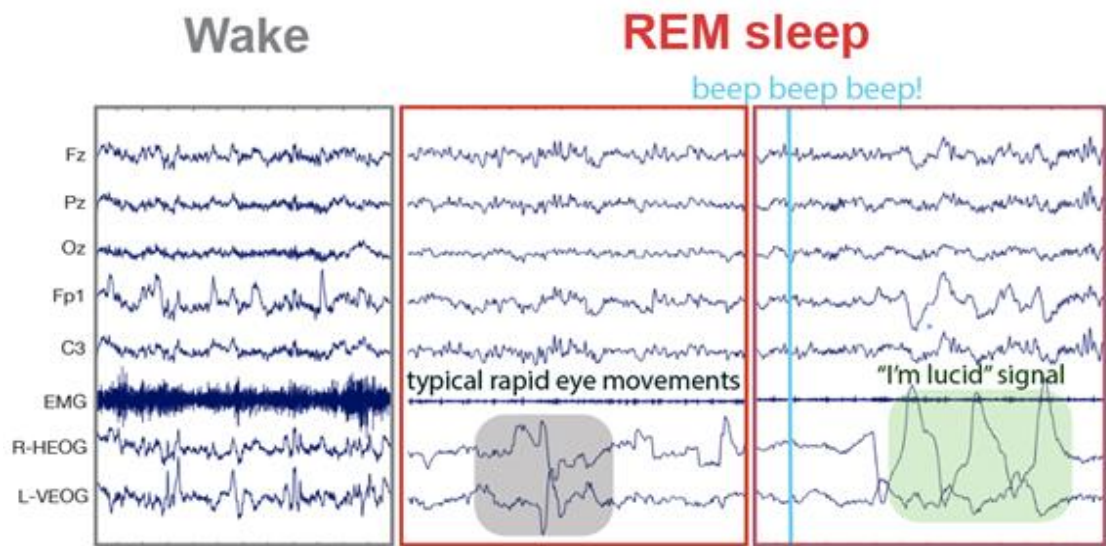 Wake
REM sleep
beep beep beep!
Fz
Pz
Oz
Fp1
C3
typical rapid eye movements
"I'm lucid" signal
EMG
R-HEOG
L-VEOG